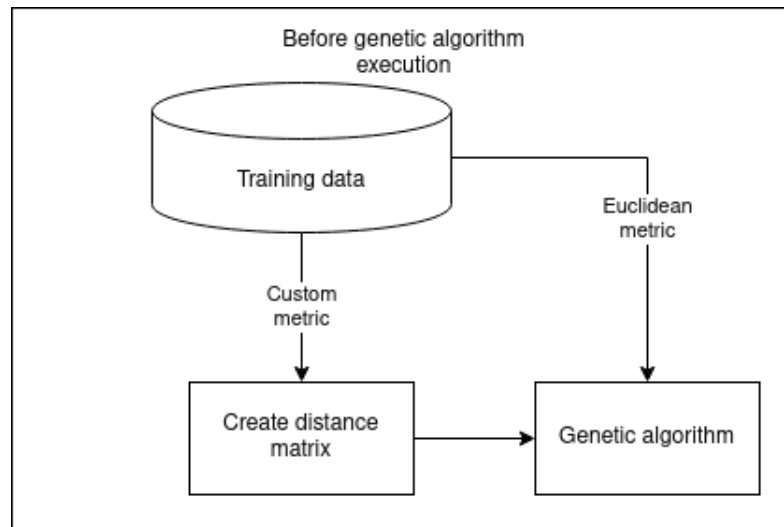 Before genetic algorithm
execution
Training data
Euclidean
metric
Custom
metric
Create distance
matrix
Genetic algorithm